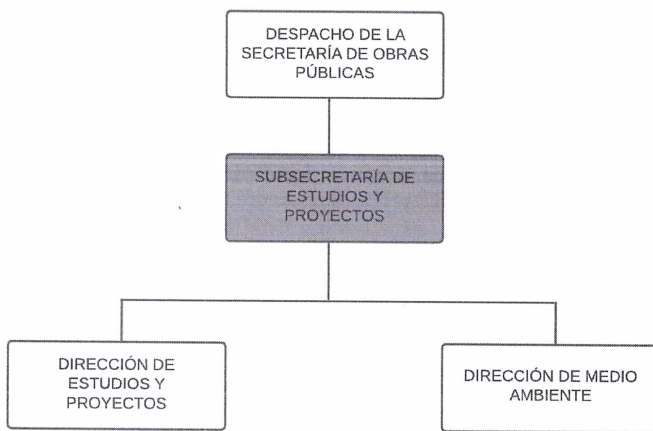 DESPACHO DE LA
SECRETARÍA DE OBRAS
PÚBLICAS
SUBSECRETARÍA DE
ESTUDIOS Y
PROYECTOS
DIRECCIÓN DE
ESTUDIOS Y
PROYECTOS
DIRECCIÓN DE MEDIO
AMBIENTE